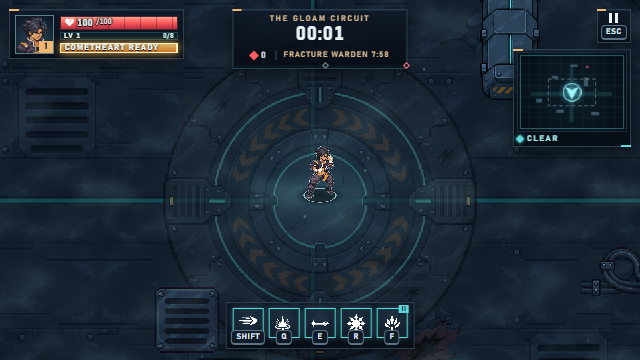 100/100
1
LV 1
0/8
COMETHEART READY
THE GLOAM CIRCUIT
00:01
0
FRACTURE WARDEN 7:58
ESC
CLEAR
SHIFT
Q
E
R
F